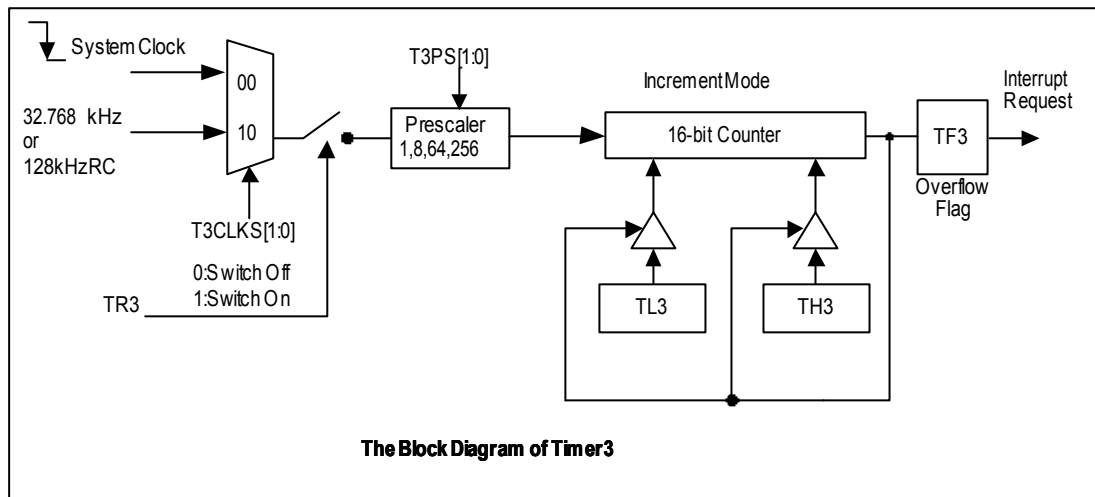 System Clock
00
32.768 kHz
or
128kHzRC
10
T3CLKS[1:0]
0:Switch Off
1:Switch On
TR3
T3PS[1:0]
Prescaler
1,8,64,256
Increment Mode
16-bit Counter
TL3
TH3
TF3
Overflow
Flag
Interrupt
Request
The Block Diagram of Timer3